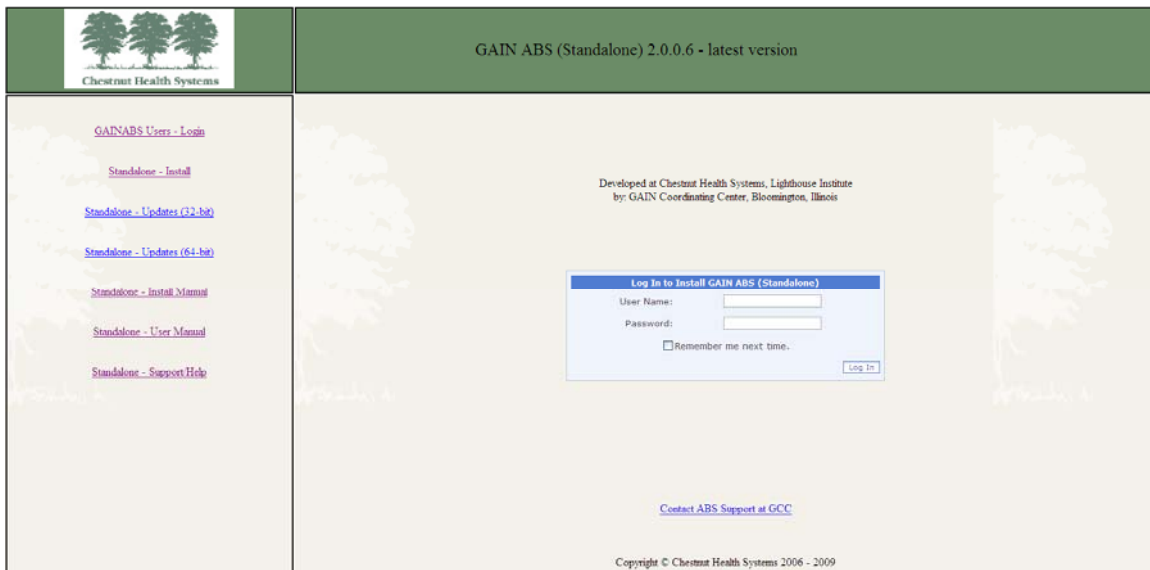 Chestnut Health Systems
GAIN ABS (Standalone) 2.0.0.6 - latest version
GAINABS Users - Login
Standalone - Install
Standalone - Updates (32-bit)
Standalone - Updates (64-bit)
Standalone - Install Manual
Standalone - User Manual
Standalone - Support Help
Developed at Chestnut Health Systems, Lighthouse Institute
by: GAIN Coordinating Center, Bloomington, Illinois
Log In to Install GAIN ABS (Standalone)
User Name:
Password:
Remember me next time.
Log In
Contact ABS Support at GCC
Copyright © Chestnut Health Systems 2006 - 2009